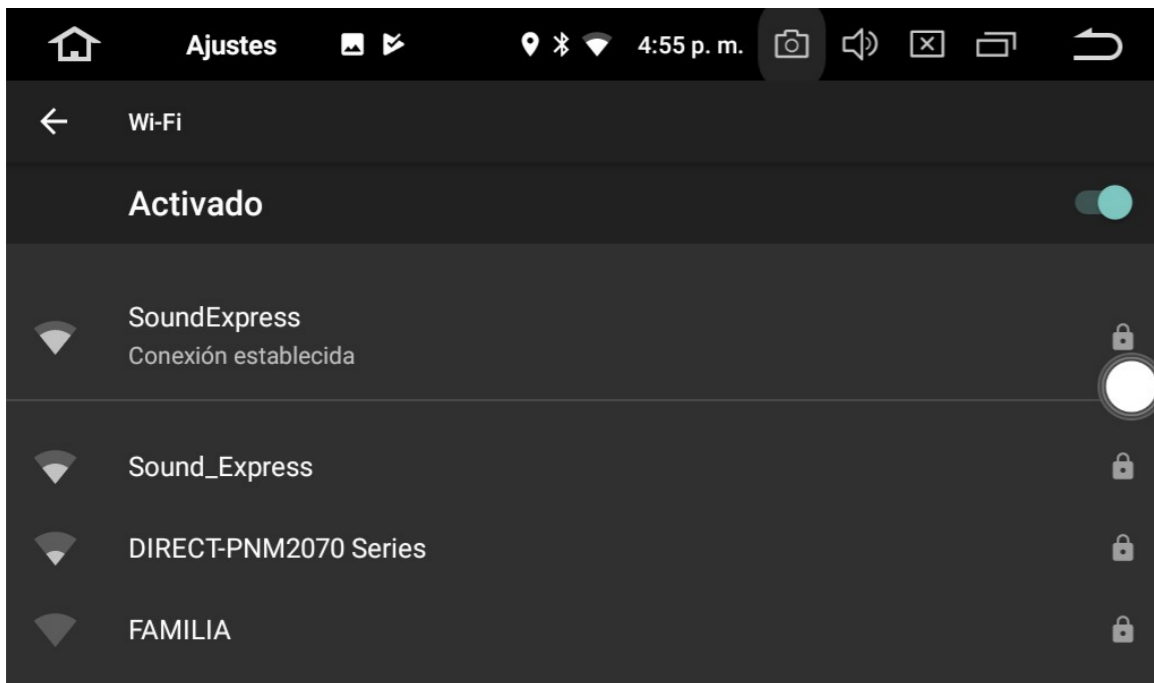 Ajustes 4:55 p. m.
Wi-Fi
Activado
SoundExpress
Conexión establecida
Sound_Express
DIRECT-PNM2070 Series
FAMILIA